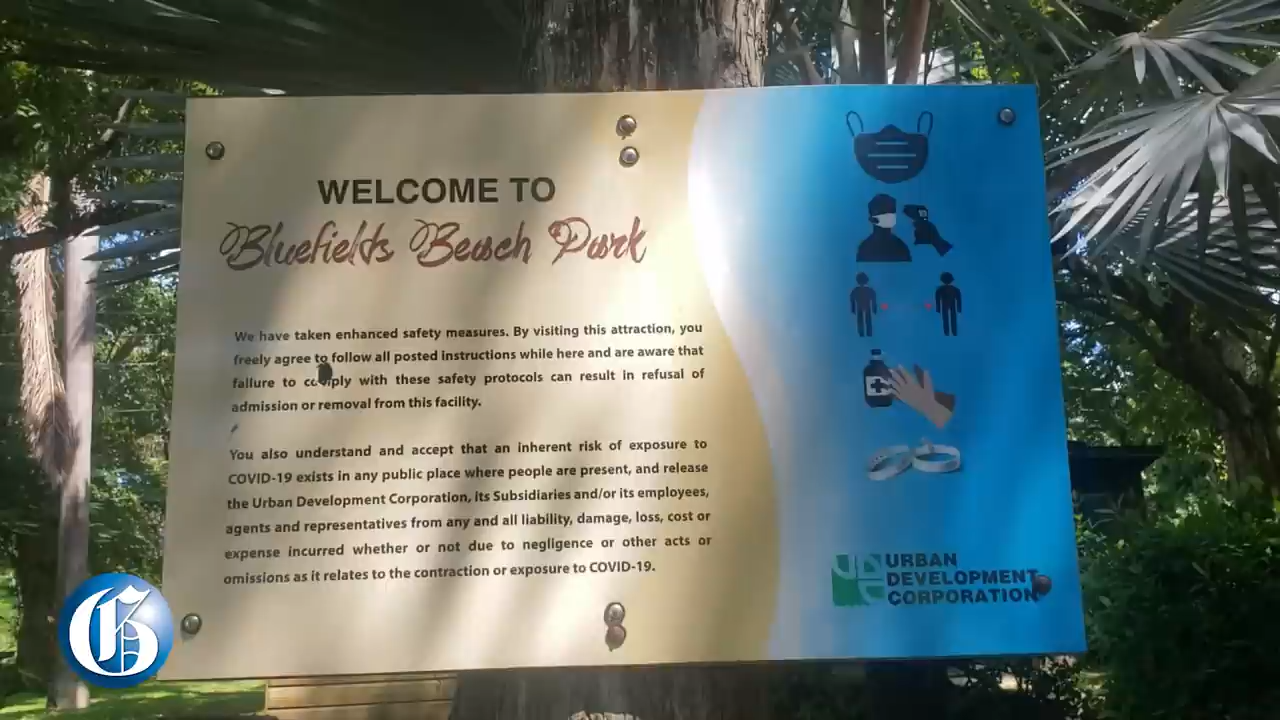 WELCOME TO
Bluefields Beach Park
We have taken enhanced safety measures. By visiting this attraction, you
freely agree to follow all posted instructions while here and are aware that
failure to comply with these safety protocols can result in refusal of
admission or removal from this facility.
You also understand and accept that an inherent risk of exposure to
COVID-19 exists in any public place where people are present, and release
the Urban Development Corporation, its Subsidiaries and/or its employees,
agents and representatives from any and all liability, damage, loss, cost or
expense incurred whether or not due to negligence or other acts or
omissions as it relates to the contraction or exposure to COVID-19.
UDC
URBAN
DEVELOPMENT
CORPORATION
G